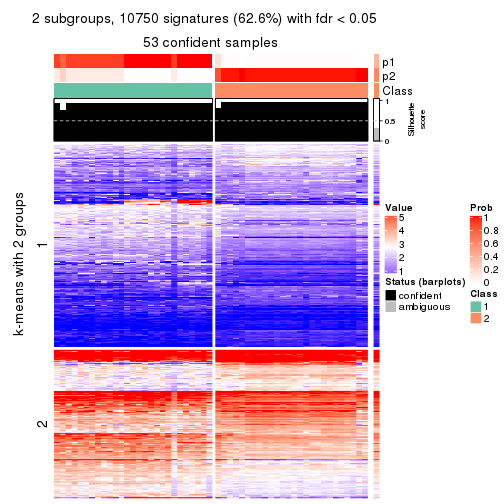 2 subgroups, 10750 signatures (62.6%) with fdr < 0.05
53 confident samples
p1
p2
Class
1
0.5
0
Silhouette
score
k-means with 2 groups
1
2
Value
5
4
3
2
1
Status (barplots)
confident
ambiguous
Prob
1
0.8
0.6
0.4
0.2
0
Class
1
2